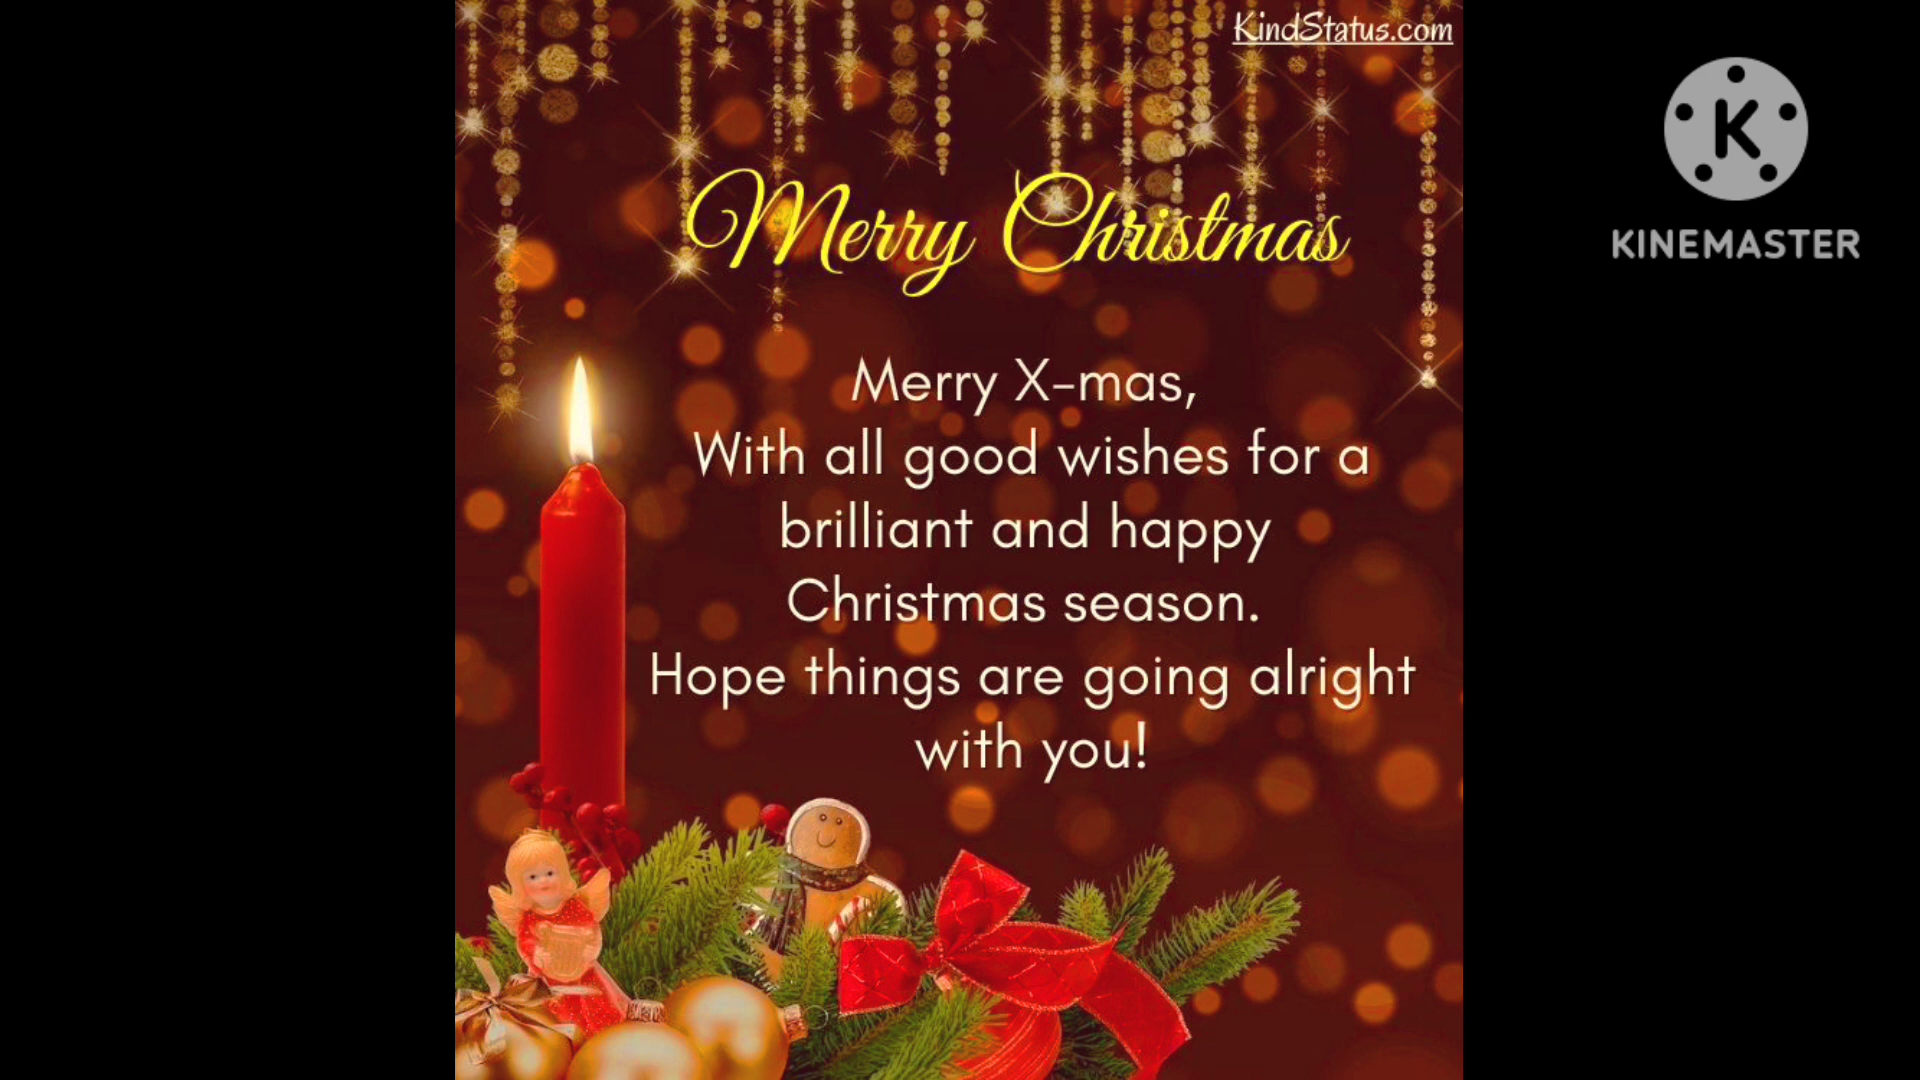 KindStatus.com
K
KINEMASTER
Merry Christmas
Merry X-mas,
With all good wishes for a
brilliant and happy
Christmas season.
Hope things are going alright
with you!